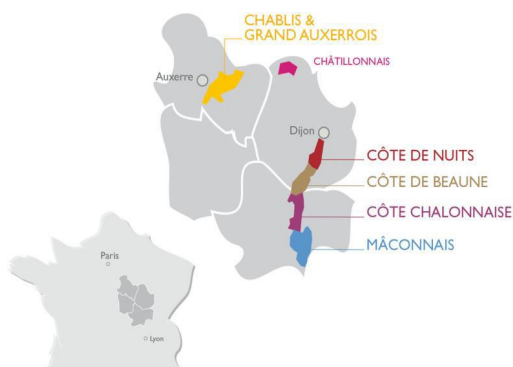 CHABLIS &
GRAND AUXERROIS
CHÂTILLONNAIS
Auxerre
Dijon
CÔTE DE NUITS
CÔTE DE BEAUNE
CÔTE CHALONNAISE
MÂCONNAIS
Paris
Lyon